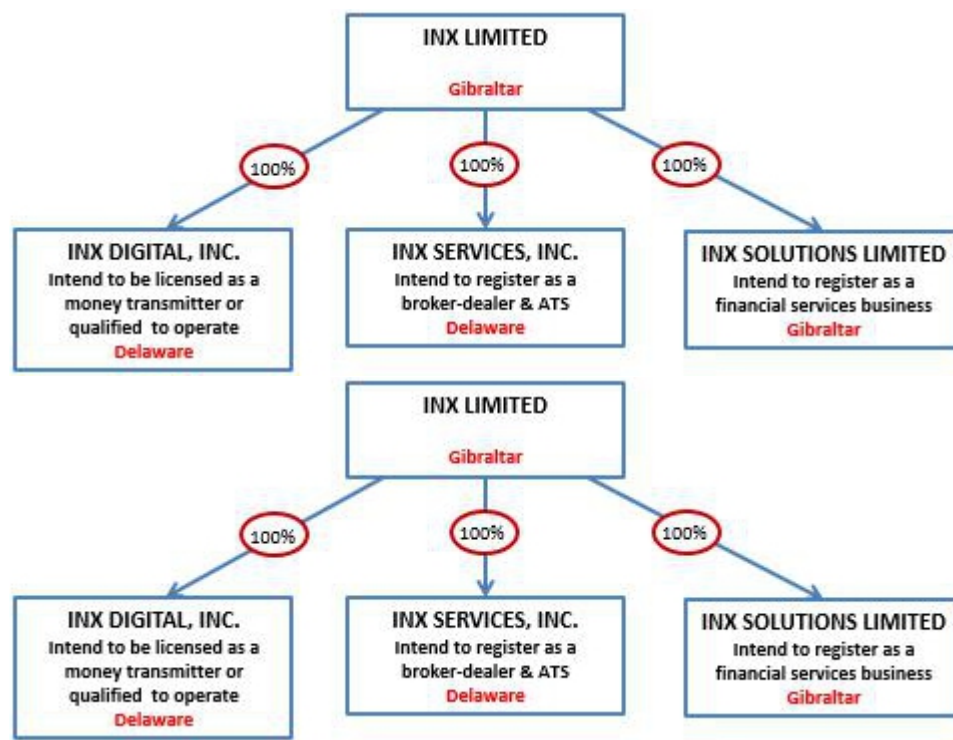 INX LIMITED
Gibraltar
100%
100%
100%
INX DIGITAL, INC.
Intend to be licensed as a
money transmitter or
qualified to operate
Delaware
INX SERVICES, INC.
Intend to register as a
broker-dealer & ATS
Delaware
INX SOLUTIONS LIMITED
Intend to register as a
financial services business
Gibraltar
INX LIMITED
Gibraltar
100%
100%
100%
INX DIGITAL, INC.
Intend to be licensed as a
money transmitter or
qualified to operate
Delaware
INX SERVICES, INC.
Intend to register as a
broker-dealer & ATS
Delaware
INX SOLUTIONS LIMITED
Intend to register as a
financial services business
Gibraltar